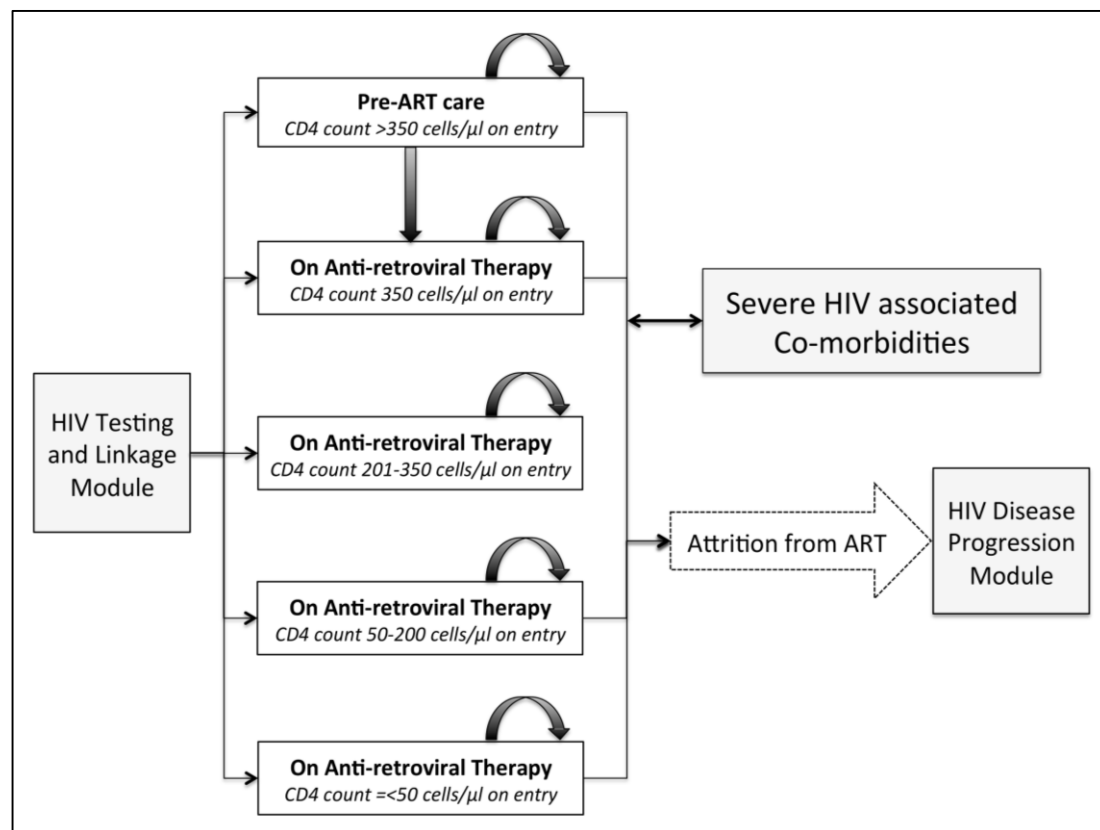 Pre-ART care
CD4 count >350 cells/µl on entry
On Anti-retroviral Therapy
CD4 count 350 cells/µl on entry
Severe HIV associated
Co-morbidities
HIV Testing
and Linkage
Module
On Anti-retroviral Therapy
CD4 count 201-350 cells/µl on entry
Attrition from ART
HIV Disease
Progression
Module
On Anti-retroviral Therapy
CD4 count 50-200 cells/µl on entry
On Anti-retroviral Therapy
CD4 count =<50 cells/µl on entry